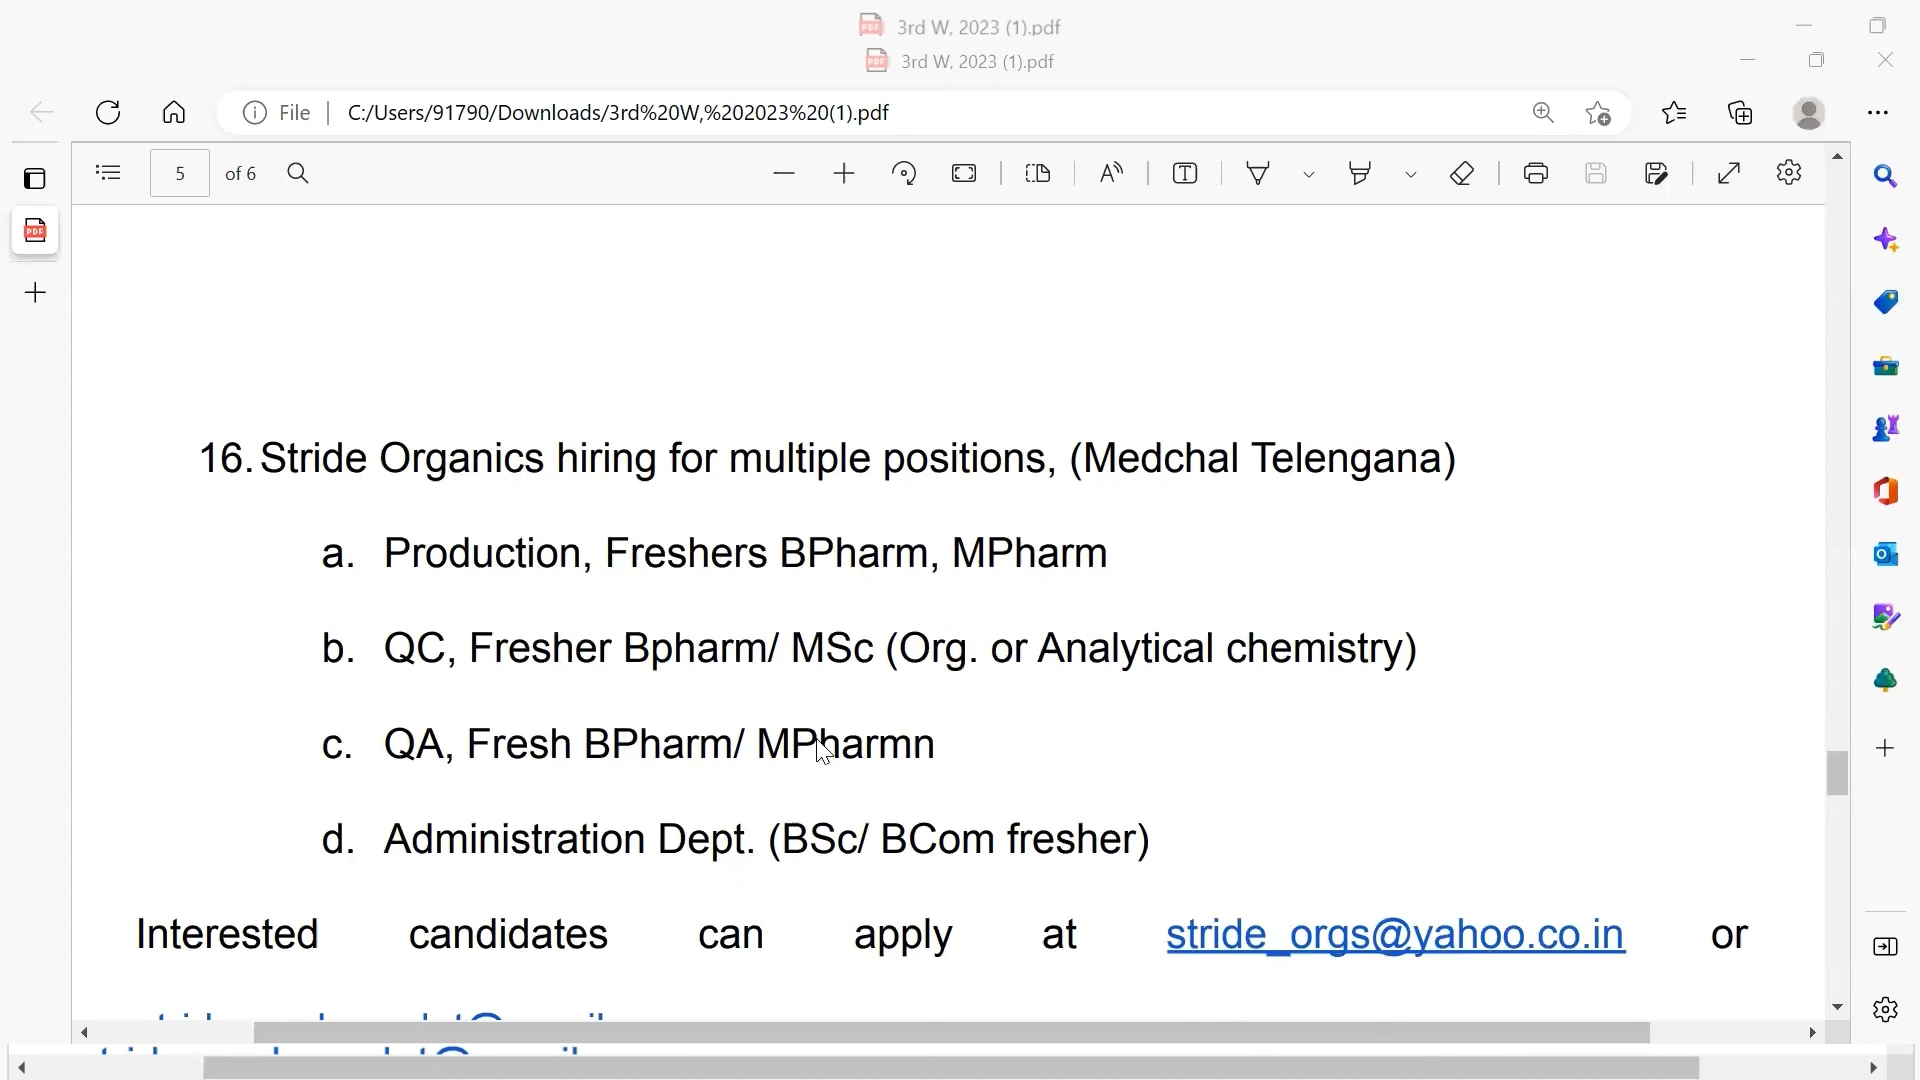 3rd W, 2023 (1).pdf
3rd W, 2023 (1).pdf
File C:/Users/91790/Downloads/3rd%20W,%202023%20(1).pdf
5 of 6
16. Stride Organics hiring for multiple positions, (Medchal Telengana)
a. Production, Freshers BPharm, MPharm
b. QC, Fresher Bpharm/ MSc (Org. or Analytical chemistry)
c. QA, Fresh BPharm/ MPharmn
d. Administration Dept. (BSc/ BCom fresher)
Interested candidates can apply at stride_orgs@yahoo.co.in or